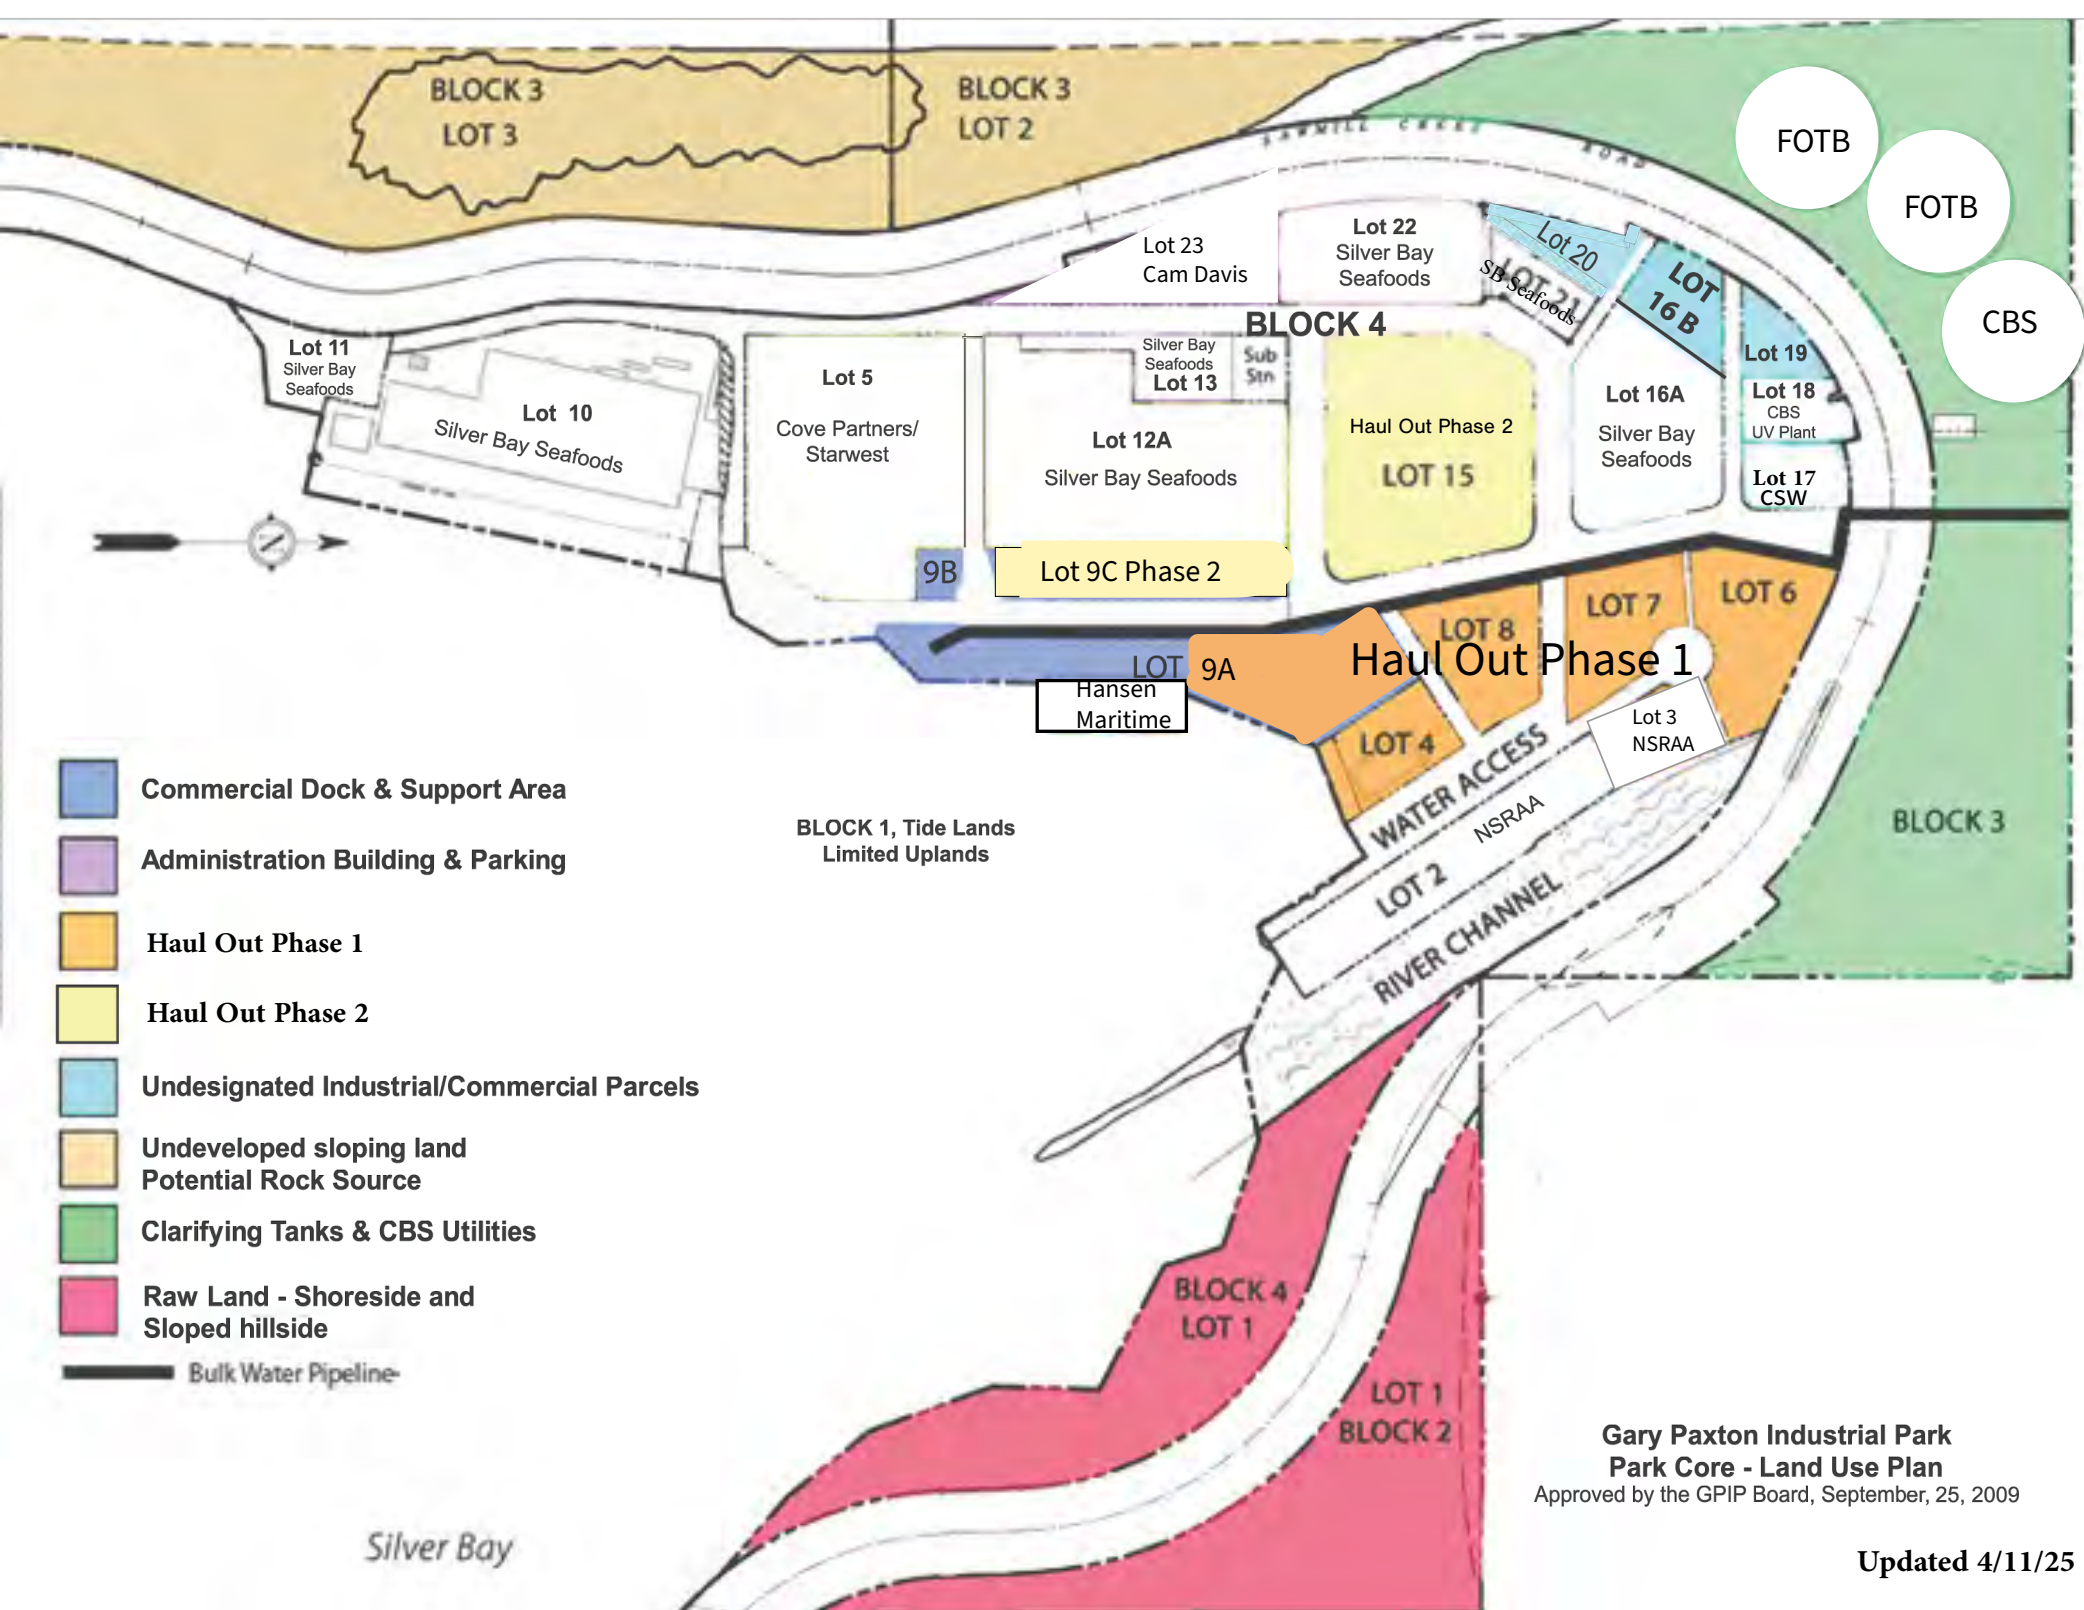 BLOCK 3
LOT 3
BLOCK 3
LOT 2
SAWMILL CREEK ROAD
FOTB
FOTB
CBS
Lot 23
Cam Davis
Lot 22
Silver Bay
Seafoods
Lot 20
LOT 21
SB Seafoods
LOT
16 B
Lot 19
Lot 18
CBS
UV Plant
Lot 17
CSW
BLOCK 4
Lot 11
Silver Bay
Seafoods
Lot 10
Silver Bay Seafoods
Lot 5
Cove Partners/
Starwest
Silver Bay
Seafoods
Lot 13
Sub
Stn
Lot 12A
Silver Bay Seafoods
Haul Out Phase 2
LOT 15
Lot 16A
Silver Bay
Seafoods
9B
Lot 9C Phase 2
LOT 9A
Hansen
Maritime
LOT 8
LOT 7
LOT 6
Haul Out Phase 1
LOT 4
Lot 3
NSRAA
WATER ACCESS
NSRAA
LOT 2
RIVER CHANNEL
BLOCK 3
BLOCK 1, Tide Lands
Limited Uplands
Commercial Dock & Support Area
Administration Building & Parking
Haul Out Phase 1
Haul Out Phase 2
Undesignated Industrial/Commercial Parcels
Undeveloped sloping land
Potential Rock Source
Clarifying Tanks & CBS Utilities
Raw Land - Shoreside and
Sloped hillside
Bulk Water Pipeline
BLOCK 4
LOT 1
LOT 1
BLOCK 2
Silver Bay
Gary Paxton Industrial Park
Park Core - Land Use Plan
Approved by the GPIP Board, September, 25, 2009
Updated 4/11/25